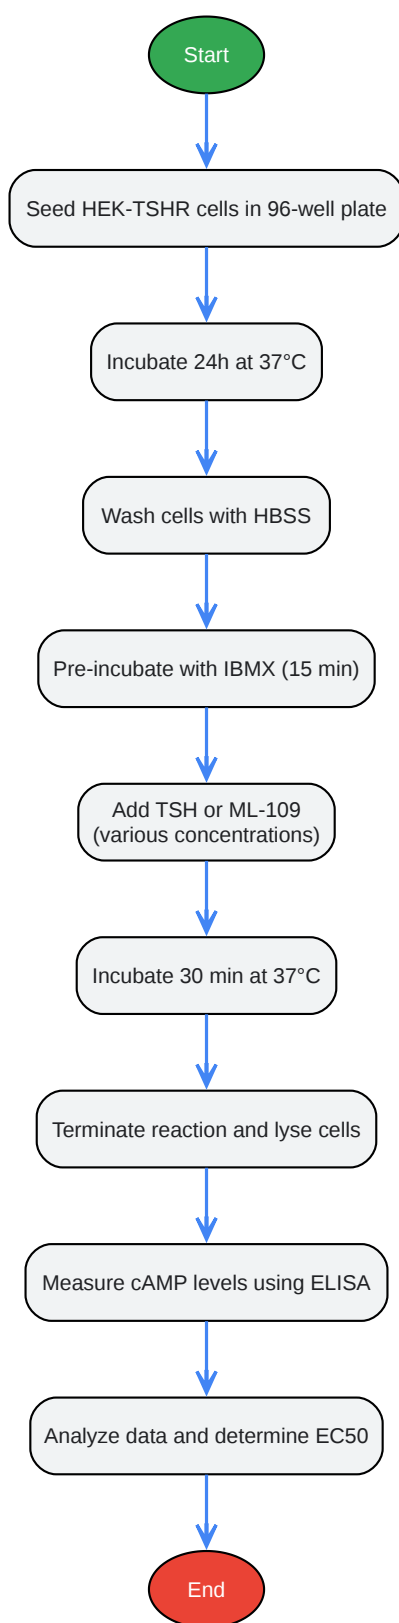 Start
Seed HEK-TSHR cells in 96-well plate
Incubate 24h at 37°C
Wash cells with HBSS
Pre-incubate with IBMX (15 min)
Add TSH or ML-109
(various concentrations)
Incubate 30 min at 37°C
Terminate reaction and lyse cells
Measure cAMP levels using ELISA
Analyze data and determine EC50
End